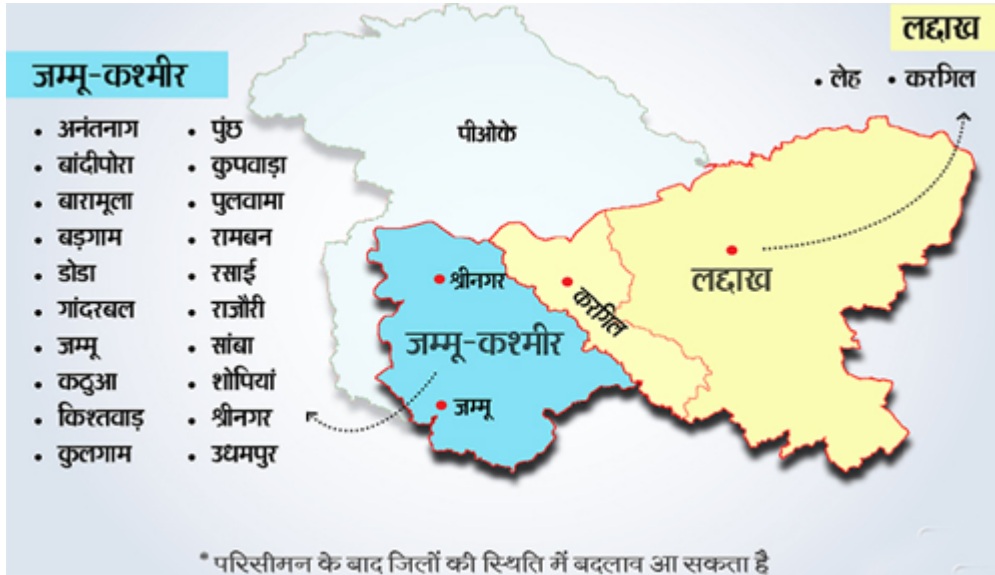 लद्दाख
• लेह • करगिल
जम्मू-कश्मीर
• अनंतनाग
• बांदीपोरा
• बारामूला
• बड़गाम
• डोडा
• गांदरबल
• जम्मू
• कठुआ
• किश्तवाड़
• कुलगाम
• पुंछ
• कुपवाड़ा
• पुलवामा
• रामबन
• रसाई
• राजौरी
• सांबा
• शोपियां
• श्रीनगर
• उधमपुर
पीओके
श्रीनगर
करगिल
लद्दाख
जम्मू-कश्मीर
जम्मू
* परिसीमन के बाद जिलों की स्थिति में बदलाव आ सकता है